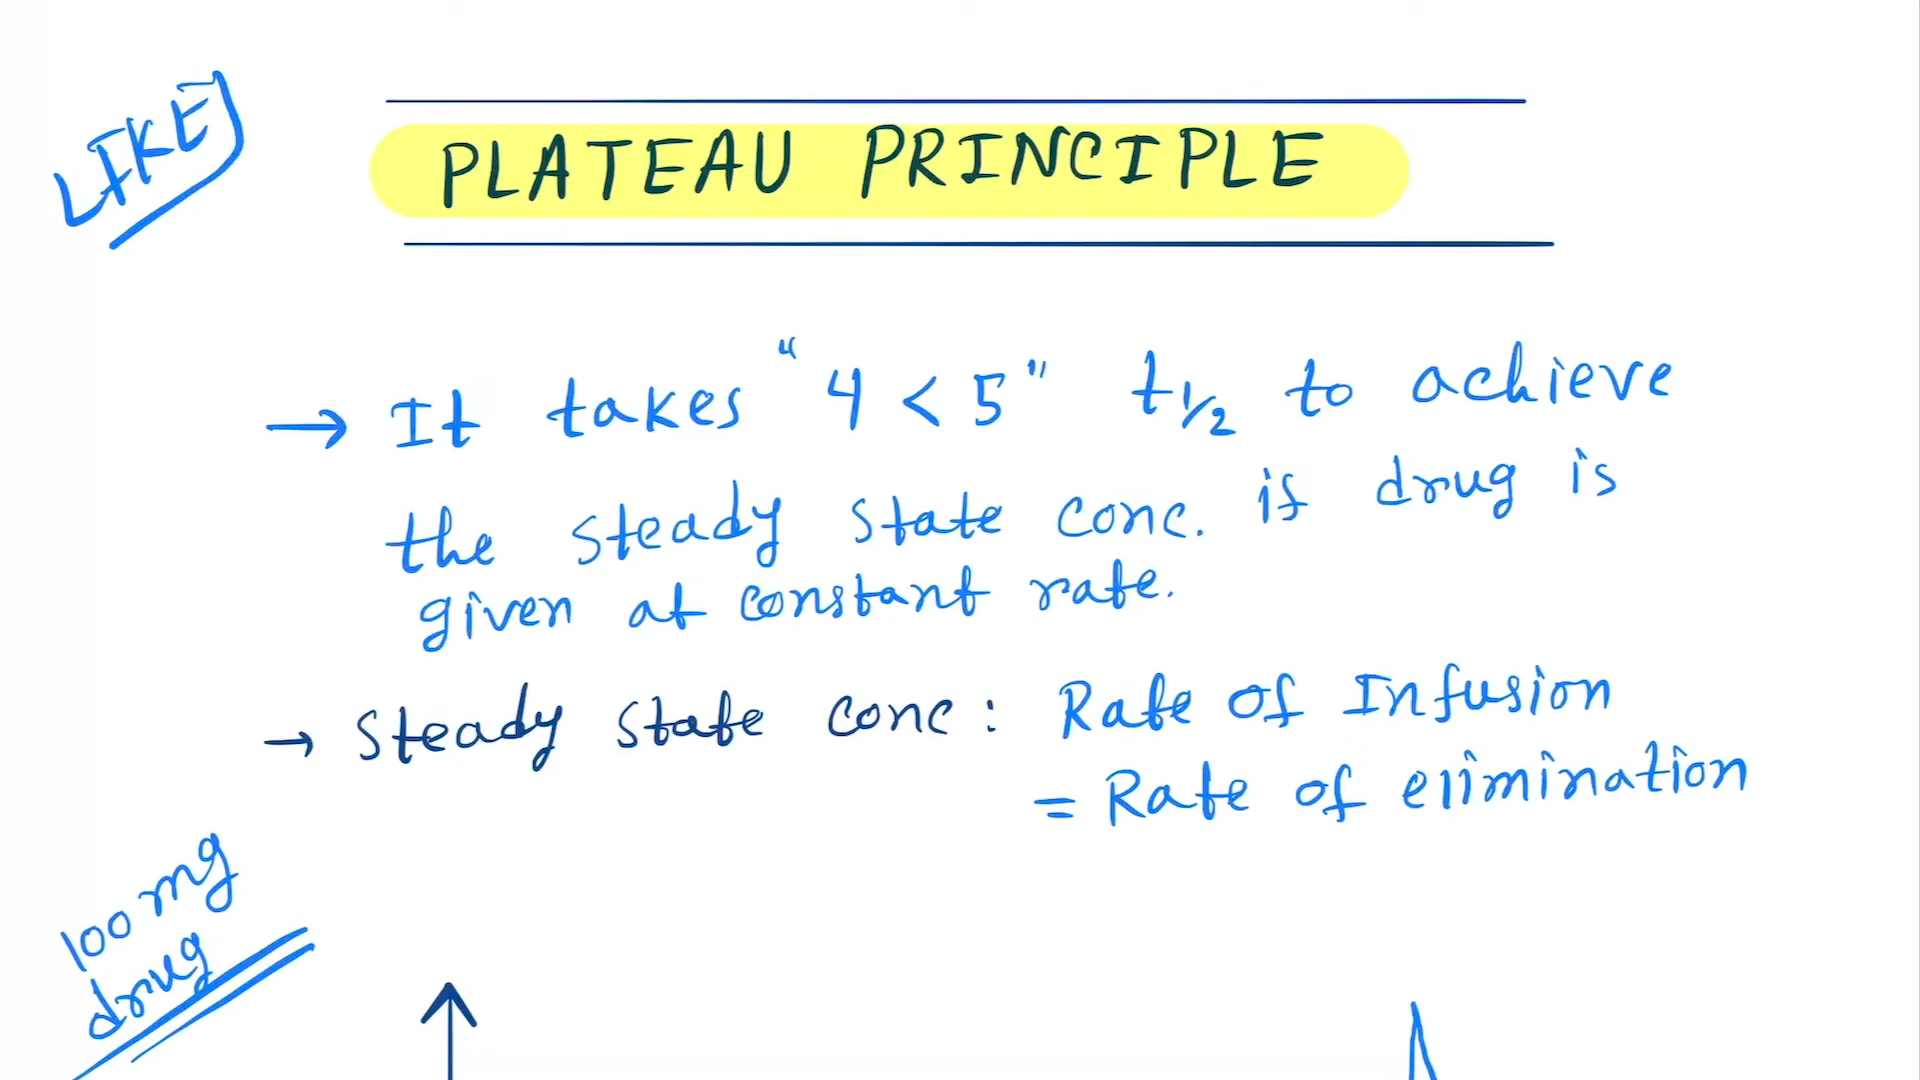 LIKE
PLATEAU PRINCIPLE
→ It takes "4 < 5" t1/2 to achieve
the steady state conc. if drug is
given at constant rate.
→ Steady state conc: Rate of Infusion
= Rate of elimination
100 mg
drug